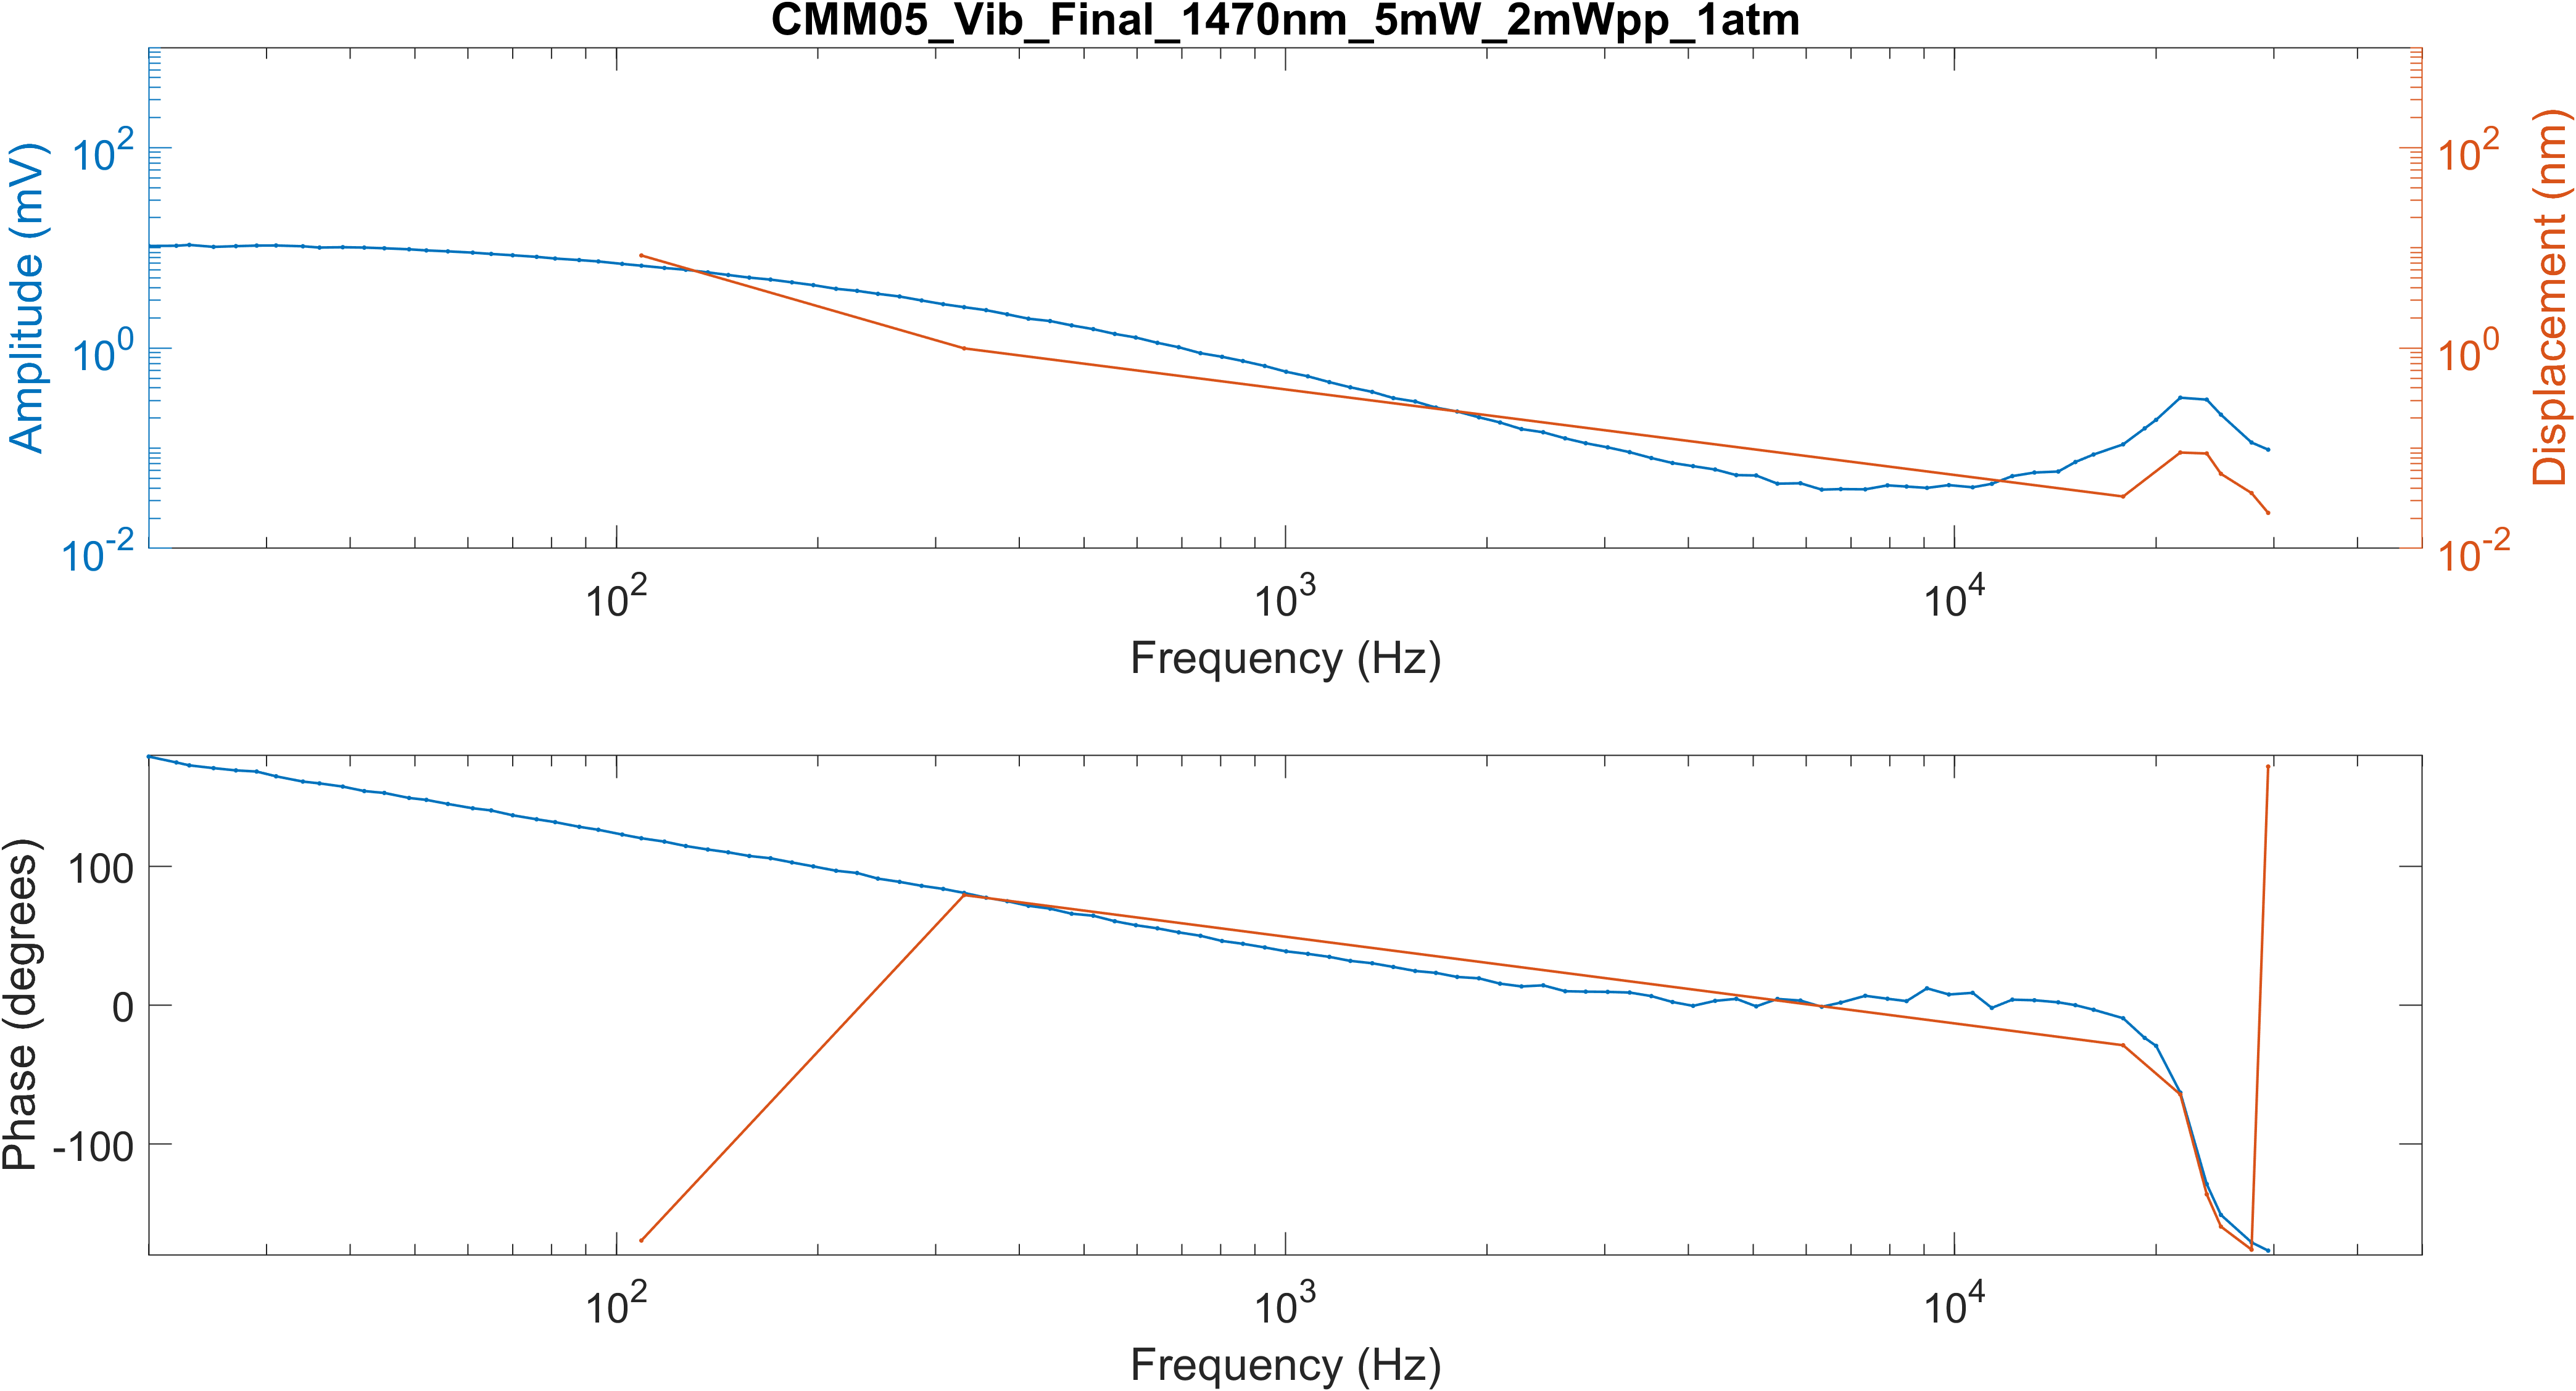 CMM05_Vib_Final_1470nm_5mW_2mWpp_1atm
Amplitude (mV)
10^2
10^0
10^-2
Displacement (nm)
10^2
10^0
10^-2
10^2 10^3 10^4
Frequency (Hz)
Phase (degrees)
100
0
-100
10^2 10^3 10^4
Frequency (Hz)